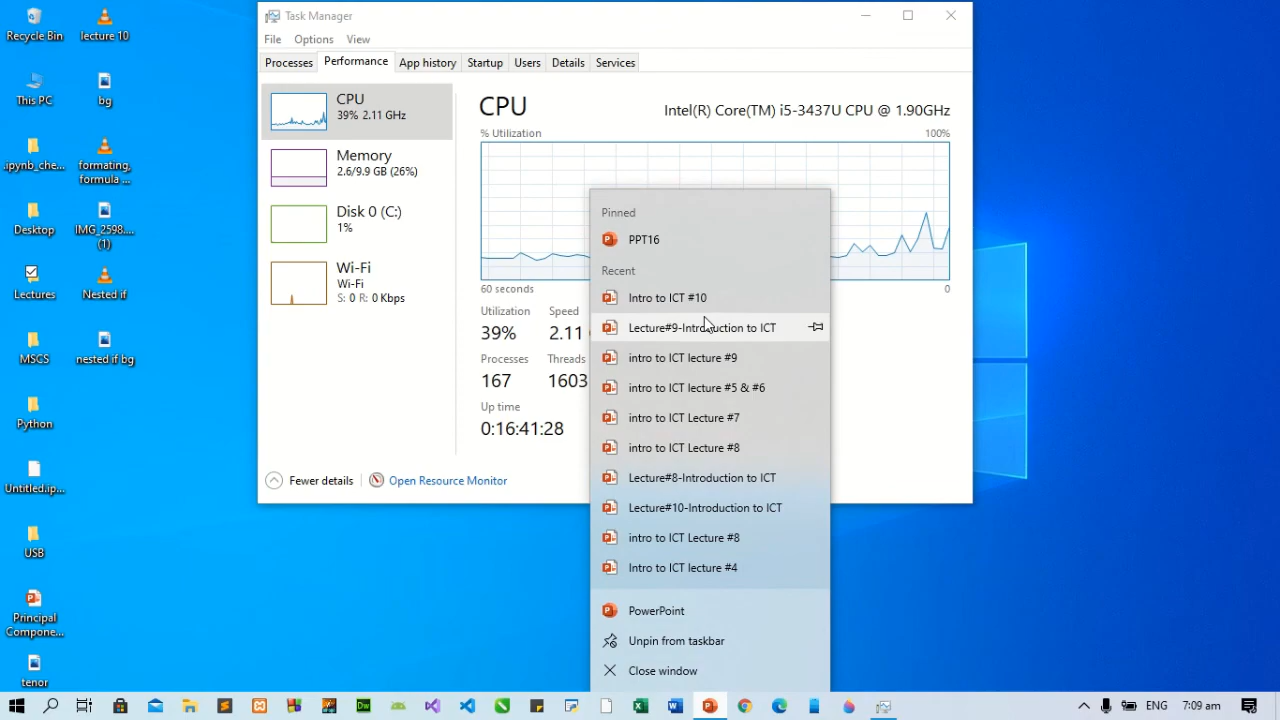 Recycle Bin
lecture 10
This PC
bg
.ipynb_che...
formating,
formula ...
Desktop
IMG_2598....
(1)
Lectures
Nested if
MSCS
nested if bg
Python
Untitled.ip...
USB
Principal
Compone...
tenor
Task Manager
File Options View
Processes Performance App history Startup Users Details Services
CPU
39% 2.11 GHz
Memory
2.6/9.9 GB (26%)
Disk 0 (C:)
1%
Wi-Fi
Wi-Fi
S: 0 R: 0 Kbps
CPU
Intel(R) Core(TM) i5-3437U CPU @ 1.90GHz
% Utilization 100%
60 seconds 0
Utilization Speed
39% 2.11
Processes Threads
167 1603
Up time
0:16:41:28
Fewer details
Open Resource Monitor
Pinned
PPT16
Recent
Intro to ICT #10
Lecture#9-Introduction to ICT
intro to ICT lecture #9
intro to ICT lecture #5 & #6
intro to ICT Lecture #7
intro to ICT Lecture #8
Lecture#8-Introduction to ICT
Lecture#10-Introduction to ICT
intro to ICT Lecture #8
Intro to ICT lecture #4
PowerPoint
Unpin from taskbar
Close window
ENG 7:09 am